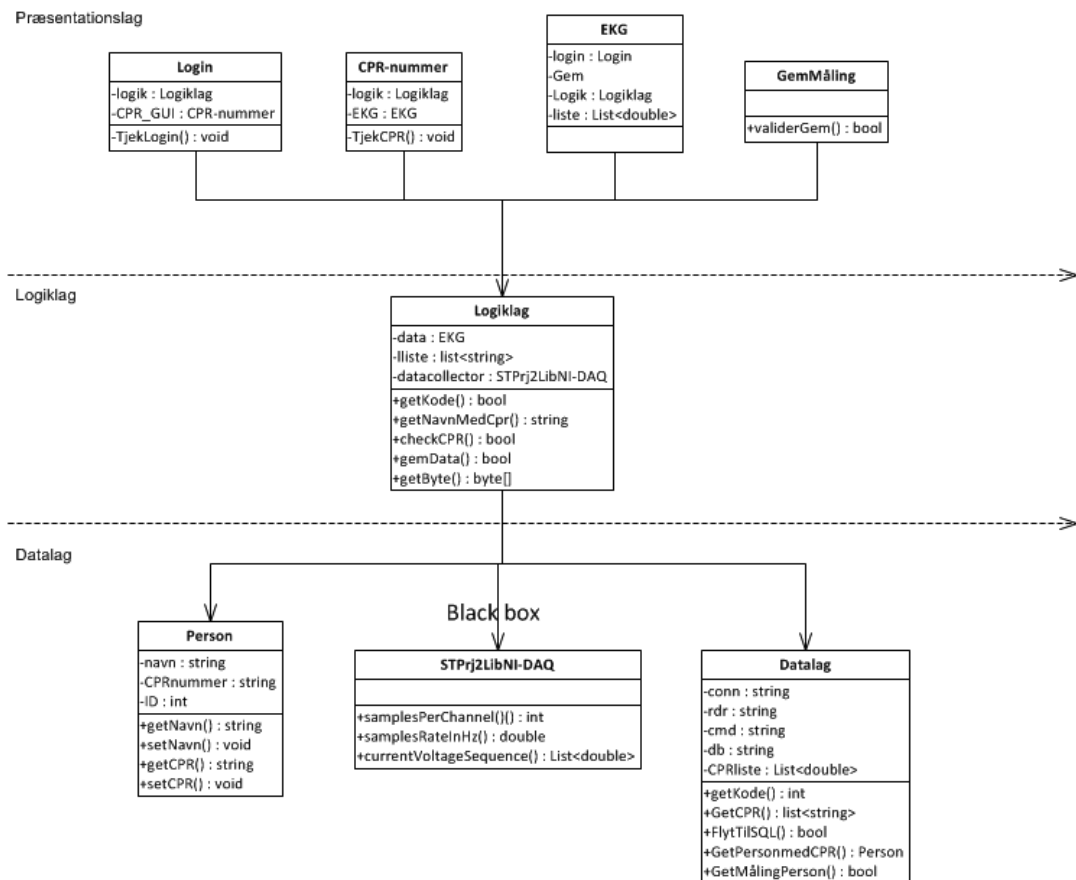 Præsentationslag
Login
-logik : Logiklag
-CPR_GUI : CPR-nummer
-TjekLogin() : void
CPR-nummer
-logik : Logiklag
-EKG : EKG
-TjekCPR() : void
EKG
-login : Login
-Gem
-Logik : Logiklag
-liste : List<double>
GemMåling
+validerGem() : bool
Logiklag
Logiklag
-data : EKG
-lliste : list<string>
-datacollector : STPrj2LibNI-DAQ
+getKode() : bool
+getNavnMedCpr() : string
+checkCPR() : bool
+gemData() : bool
+getByte() : byte[]
Datalag
Person
-navn : string
-CPRnummer : string
-ID : int
+getNavn() : string
+setNavn() : void
+getCPR() : string
+setCPR() : void
Black box
STPrj2LibNI-DAQ
+samplesPerChannel()() : int
+samplesRateInHz() : double
+currentVoltageSequence() : List<double>
Datalag
-conn : string
-rdr : string
-cmd : string
-db : string
-CPRliste : List<double>
+getKode() : int
+GetCPR() : list<string>
+FlytTilSQL() : bool
+GetPersonmedCPR() : Person
+GetMålingPerson() : bool